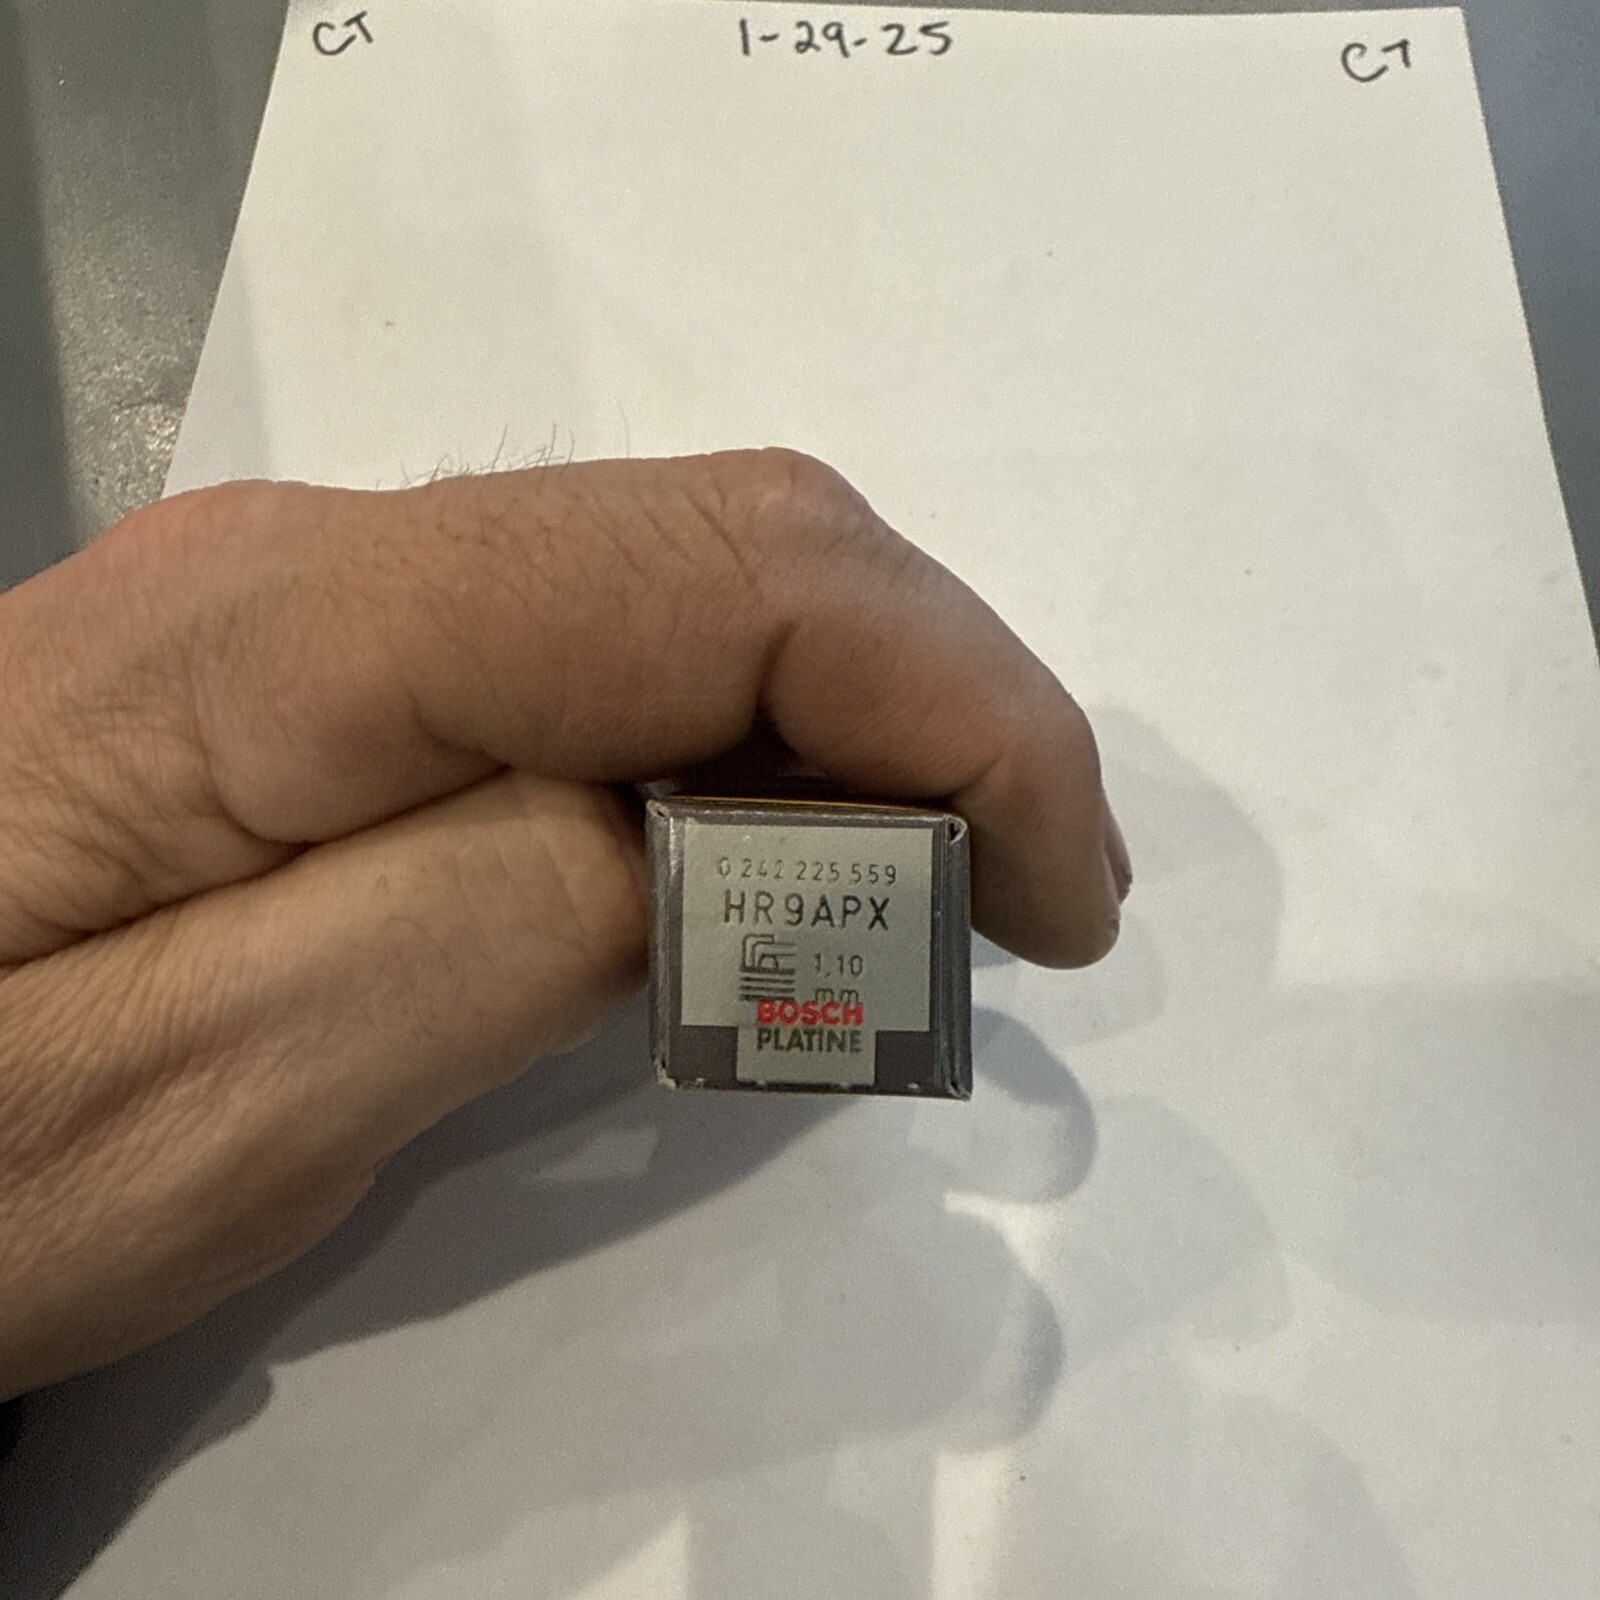 CT 1-29-25 CT
0 242 225 559
HR9APX
1,10
mm
BOSCH
PLATINE